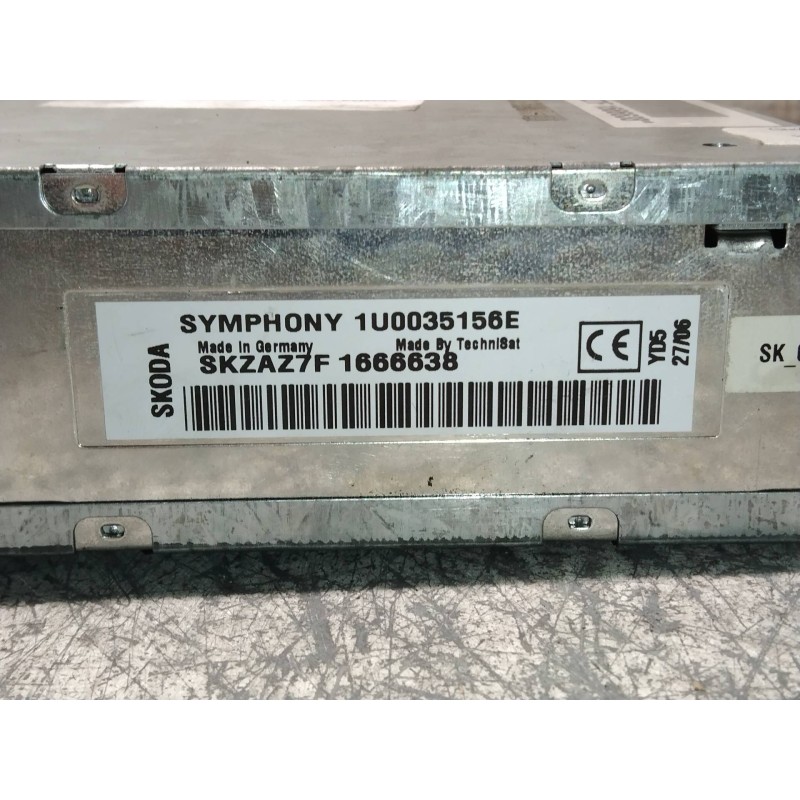 SKODA
SYMPHONY 1U0035156E
Made in Germany Made By TechniSat
SKZAZ7F 1666638
CE
YD5
27/06
SK_